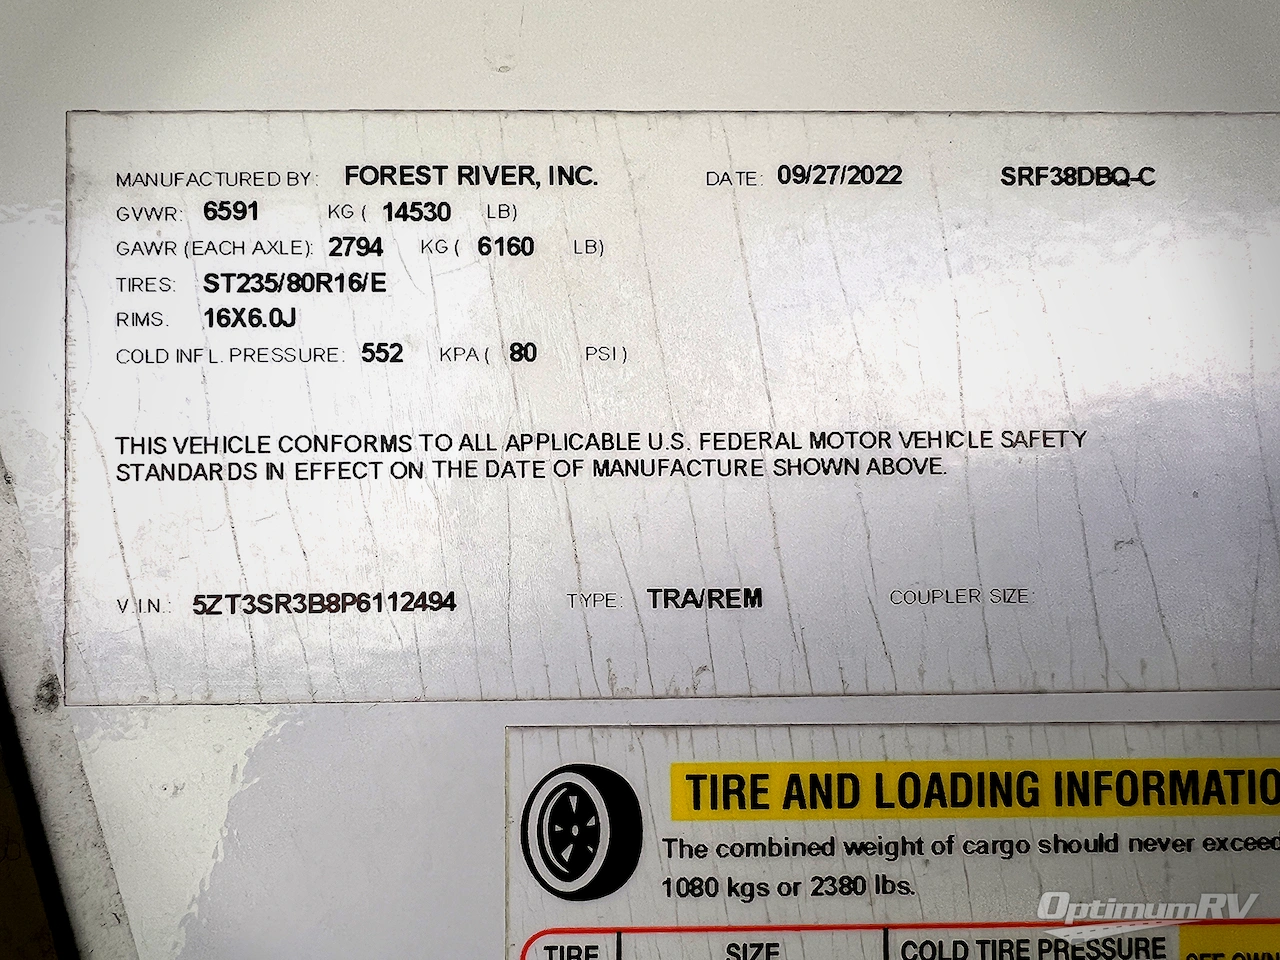 MANUFACTURED BY: FOREST RIVER, INC. DATE: 09/27/2022 SRF38DBQ-C
GVWR: 6591 KG ( 14530 LB)
GAWR (EACH AXLE): 2794 KG ( 6160 LB)
TIRES: ST235/80R16/E
RIMS. 16X6.0J
COLD INFL. PRESSURE: 552 KPA ( 80 PSI )
THIS VEHICLE CONFORMS TO ALL APPLICABLE U.S. FEDERAL MOTOR VEHICLE SAFETY
STANDARDS IN EFFECT ON THE DATE OF MANUFACTURE SHOWN ABOVE.
V.I.N.: 5ZT3SR3B8P6112494 TYPE: TRA/REM COUPLER SIZE:
TIRE AND LOADING INFORMATIO
The combined weight of cargo should never exceed
1080 kgs or 2380 lbs.
OptimumRV
TIRE SIZE COLD TIRE PRESSURE SEE OWN